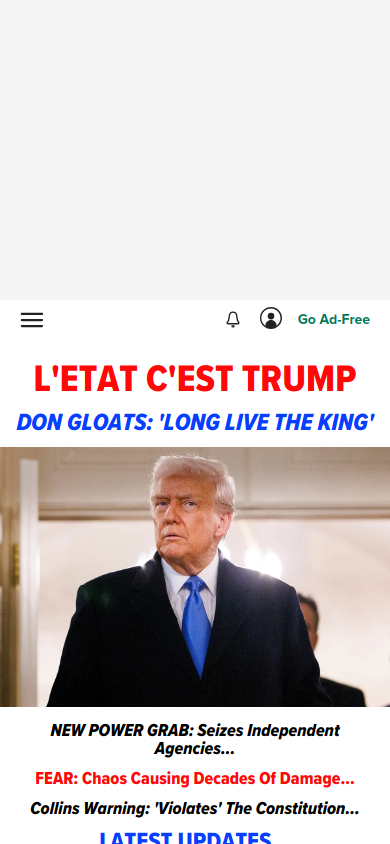 Go Ad-Free
L'ETAT C'EST TRUMP
DON GLOATS: 'LONG LIVE THE KING'
NEW POWER GRAB: Seizes Independent
Agencies...
FEAR: Chaos Causing Decades Of Damage...
Collins Warning: 'Violates' The Constitution...
LATEST UPDATES